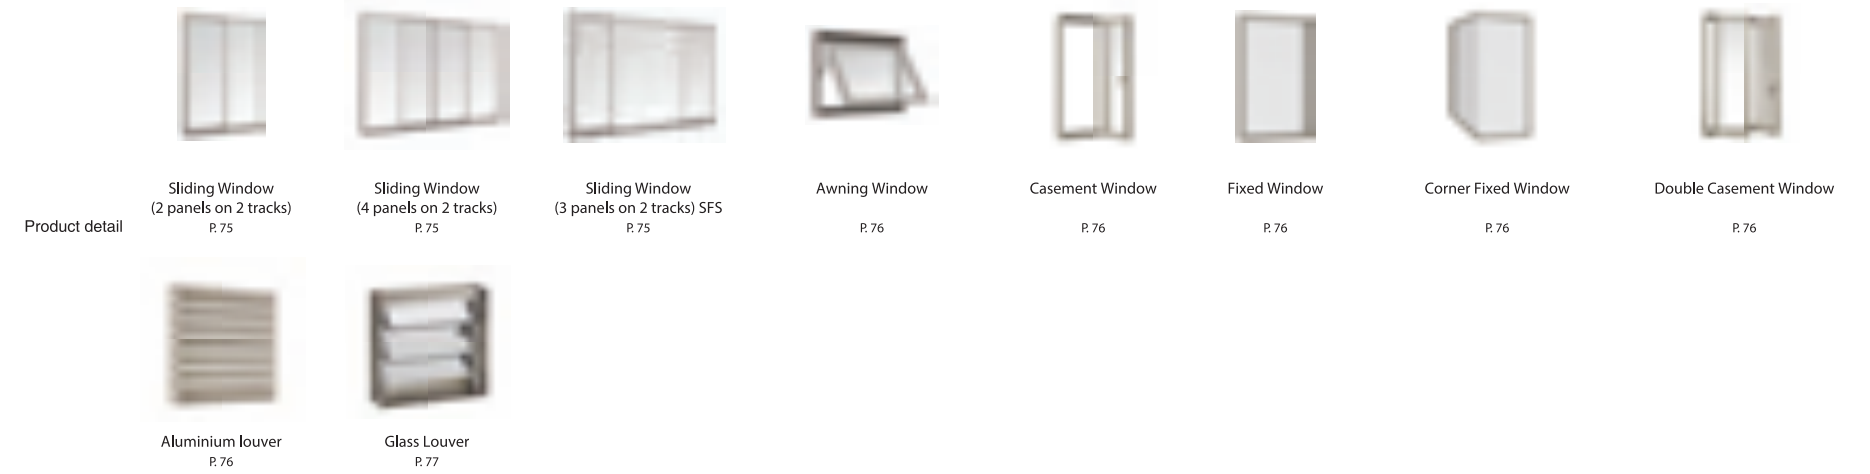 Sliding Window
(2 panels on 2 tracks)
P. 75
Sliding Window
(4 panels on 2 tracks)
P. 75
Sliding Window
(3 panels on 2 tracks) SFS
P. 75
Awning Window
P. 76
Casement Window
P. 76
Fixed Window
P. 76
Corner Fixed Window
P. 76
Double Casement Window
P. 76
Product detail
Aluminium louver
P. 76
Glass Louver
P. 77